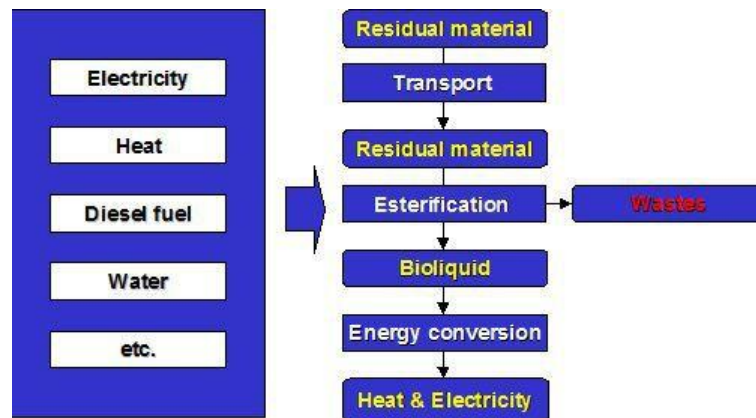 Electricity
Heat
Diesel fuel
Water
etc.
Residual material
Transport
Residual material
Esterification
Wastes
Bioliquid
Energy conversion
Heat & Electricity